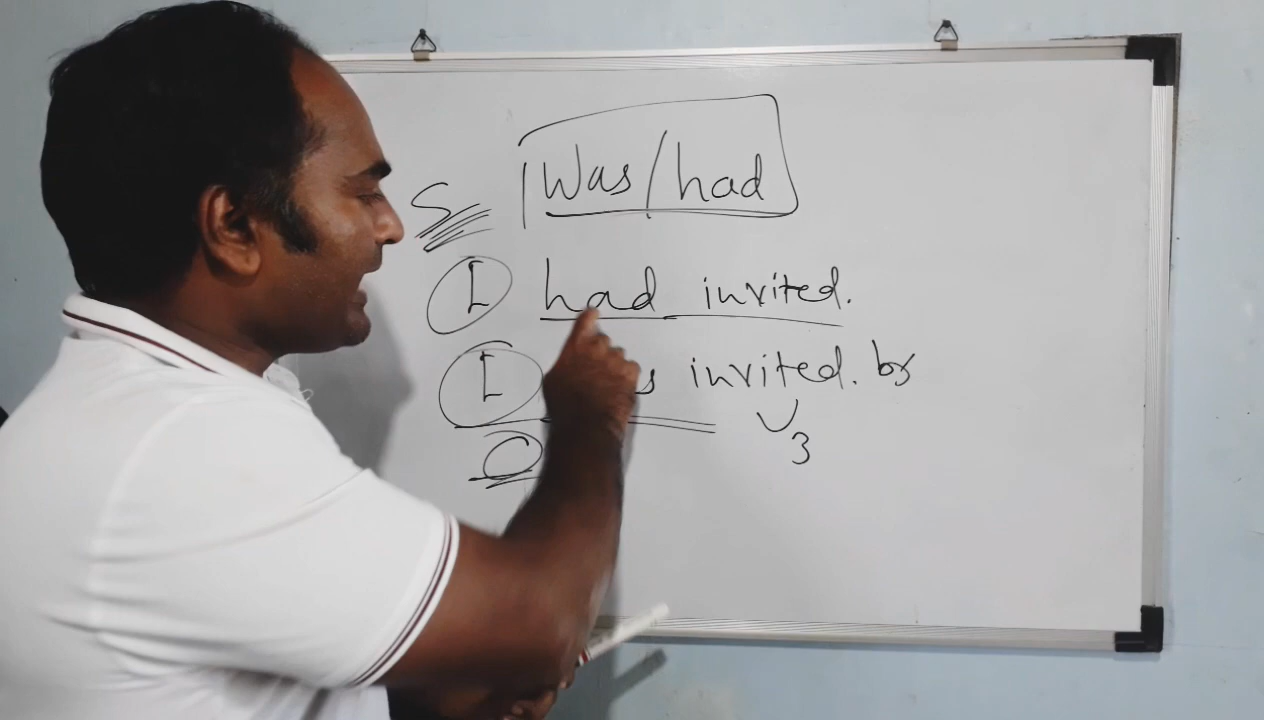 Was/had
S
I had invited.
I invited. by
O V3